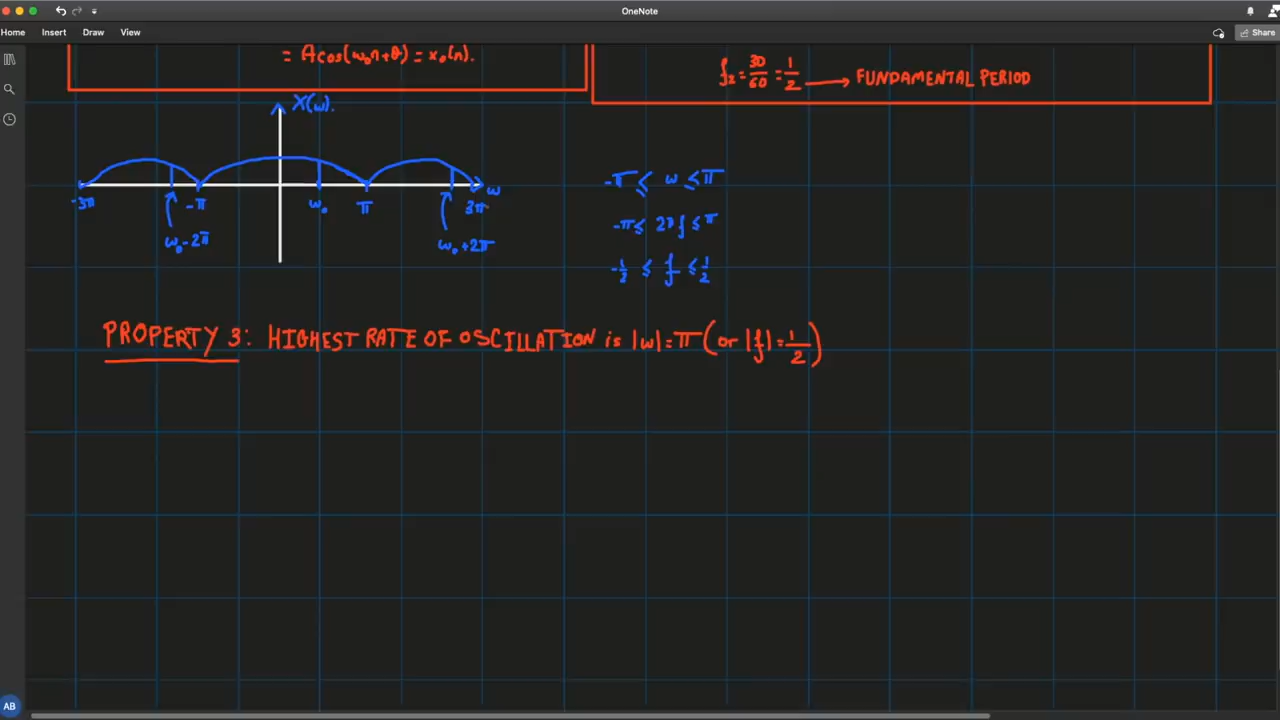 OneNote
Home Insert Draw View Share
= A cos(ω₀n+θ) = x₀(n).
f₂ = 30/60 = 1/2 → FUNDAMENTAL PERIOD
X(ω).
ω
-3π -π ω₀ π 3π
ω₀-2π ω₀+2π
-π ≤ ω ≤ π
-π ≤ 2πf ≤ π
-1/2 ≤ f ≤ 1/2
PROPERTY 3: HIGHEST RATE OF OSCILLATION is |ω| = π (or |f| = 1/2)
AB